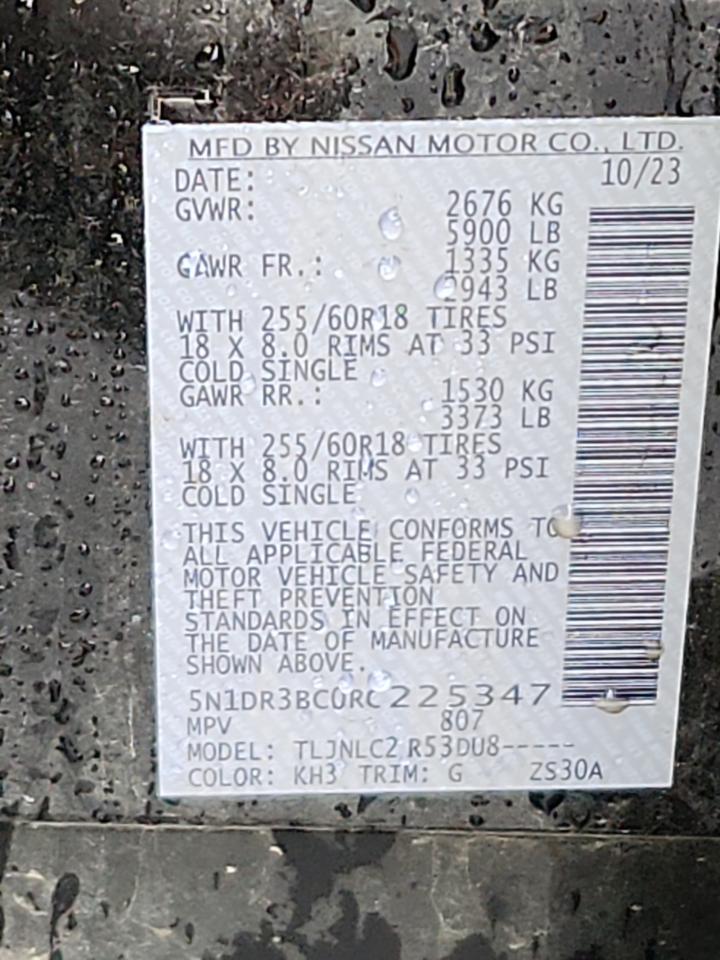 MFD BY NISSAN MOTOR CO., LTD.
DATE: 10/23
GVWR: 2676 KG
5900 LB
GAWR FR.: 1335 KG
2943 LB
WITH 255/60R18 TIRES
18 X 8.0 RIMS AT 33 PSI
COLD SINGLE
GAWR RR.: 1530 KG
3373 LB
WITH 255/60R18 TIRES
18 X 8.0 RIMS AT 33 PSI
COLD SINGLE
THIS VEHICLE CONFORMS TO
ALL APPLICABLE FEDERAL
MOTOR VEHICLE SAFETY AND
THEFT PREVENTION
STANDARDS IN EFFECT ON
THE DATE OF MANUFACTURE
SHOWN ABOVE.
5N1DR3BC0RC225347
MPV 807
MODEL: TLJNLC2 R53DU8-----
COLOR: KH3 TRIM: G ZS30A